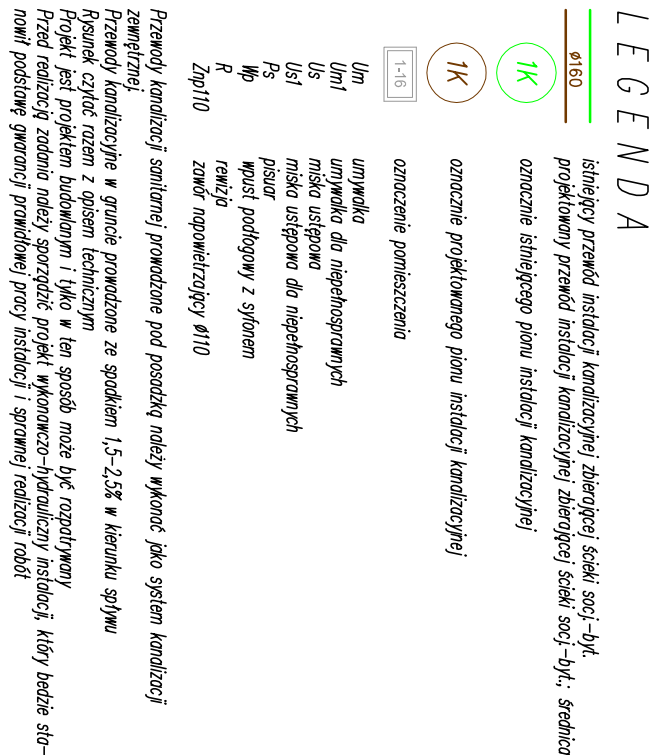 LEGENDA
istniejący przewód instalacji kanalizacyjnej zbierającej ścieki socj.-byt.
ø160 projektowany przewód instalacji kanalizacyjnej zbierającej ścieki socj.-byt.; średnica
1K oznacznie istniejącego pionu instalacji kanalizacyjnej
1K oznacznie projektowanego pionu instalacji kanalizacyjnej
1-16 oznaczenie pomieszczenia
Um umywalka
Um1 umywalka dla niepełnosprawnych
Us miska ustępowa
Us1 miska ustępowa dla niepełnosprawnych
Ps pisuar
Wp wpust podłogowy z syfonem
R rewizja
Znp110 zawór napowietrzający ø110
Przewody kanalizacji sanitarnej prowadzone pod posadzką należy wykonać jako system kanalizacji
zewnętrznej.
Przewody kanalizacyjne w gruncie prowadzone ze spadkiem 1,5-2,5% w kierunku spływu
Rysunek czytać razem z opisem technicznym
Projekt jest projektem budowlanym i tylko w ten sposób może być rozpatrywany
Przed realizacją zadania należy sporządzić projekt wykonawczo-hydrauliczny instalacji, który bedzie sta-
nowił podstawę gwarancji prawidłowej pracy instalacji i sprawnej realizacji robót